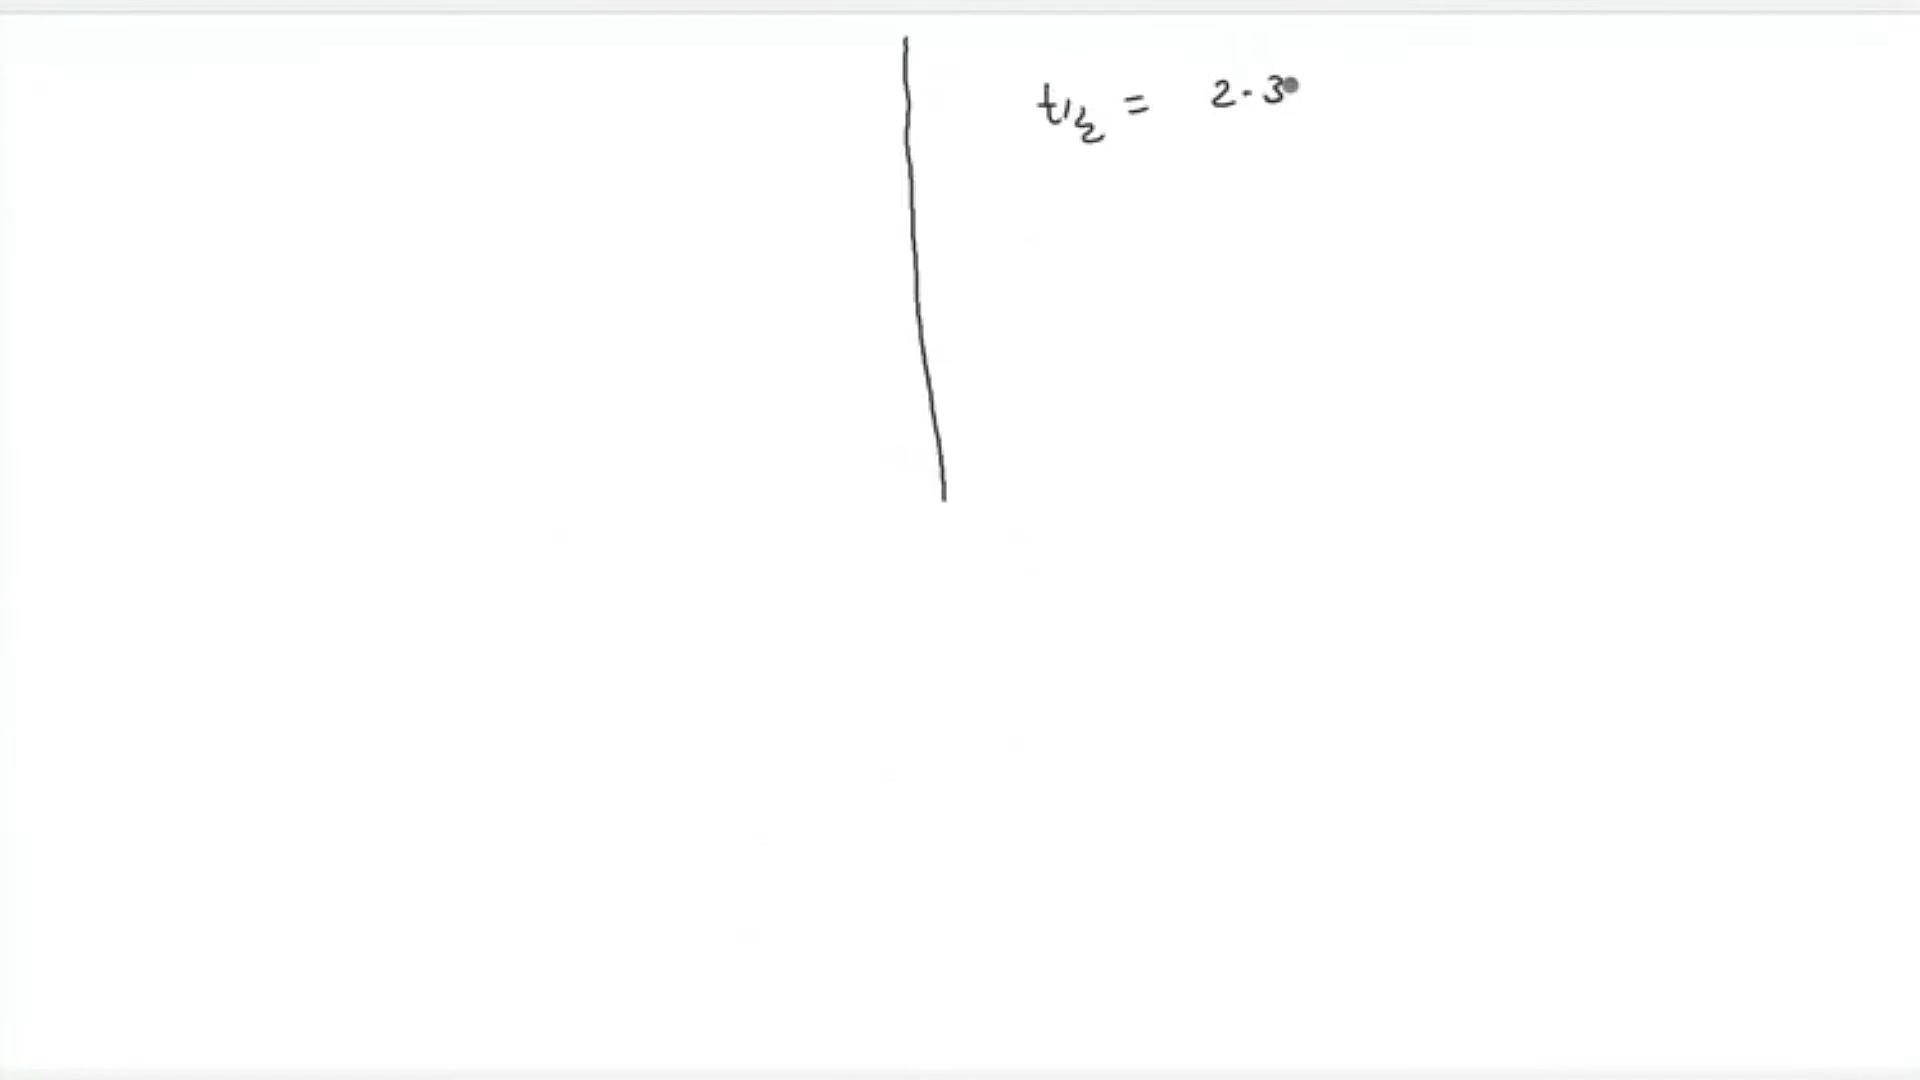 t1/2 = 2.3